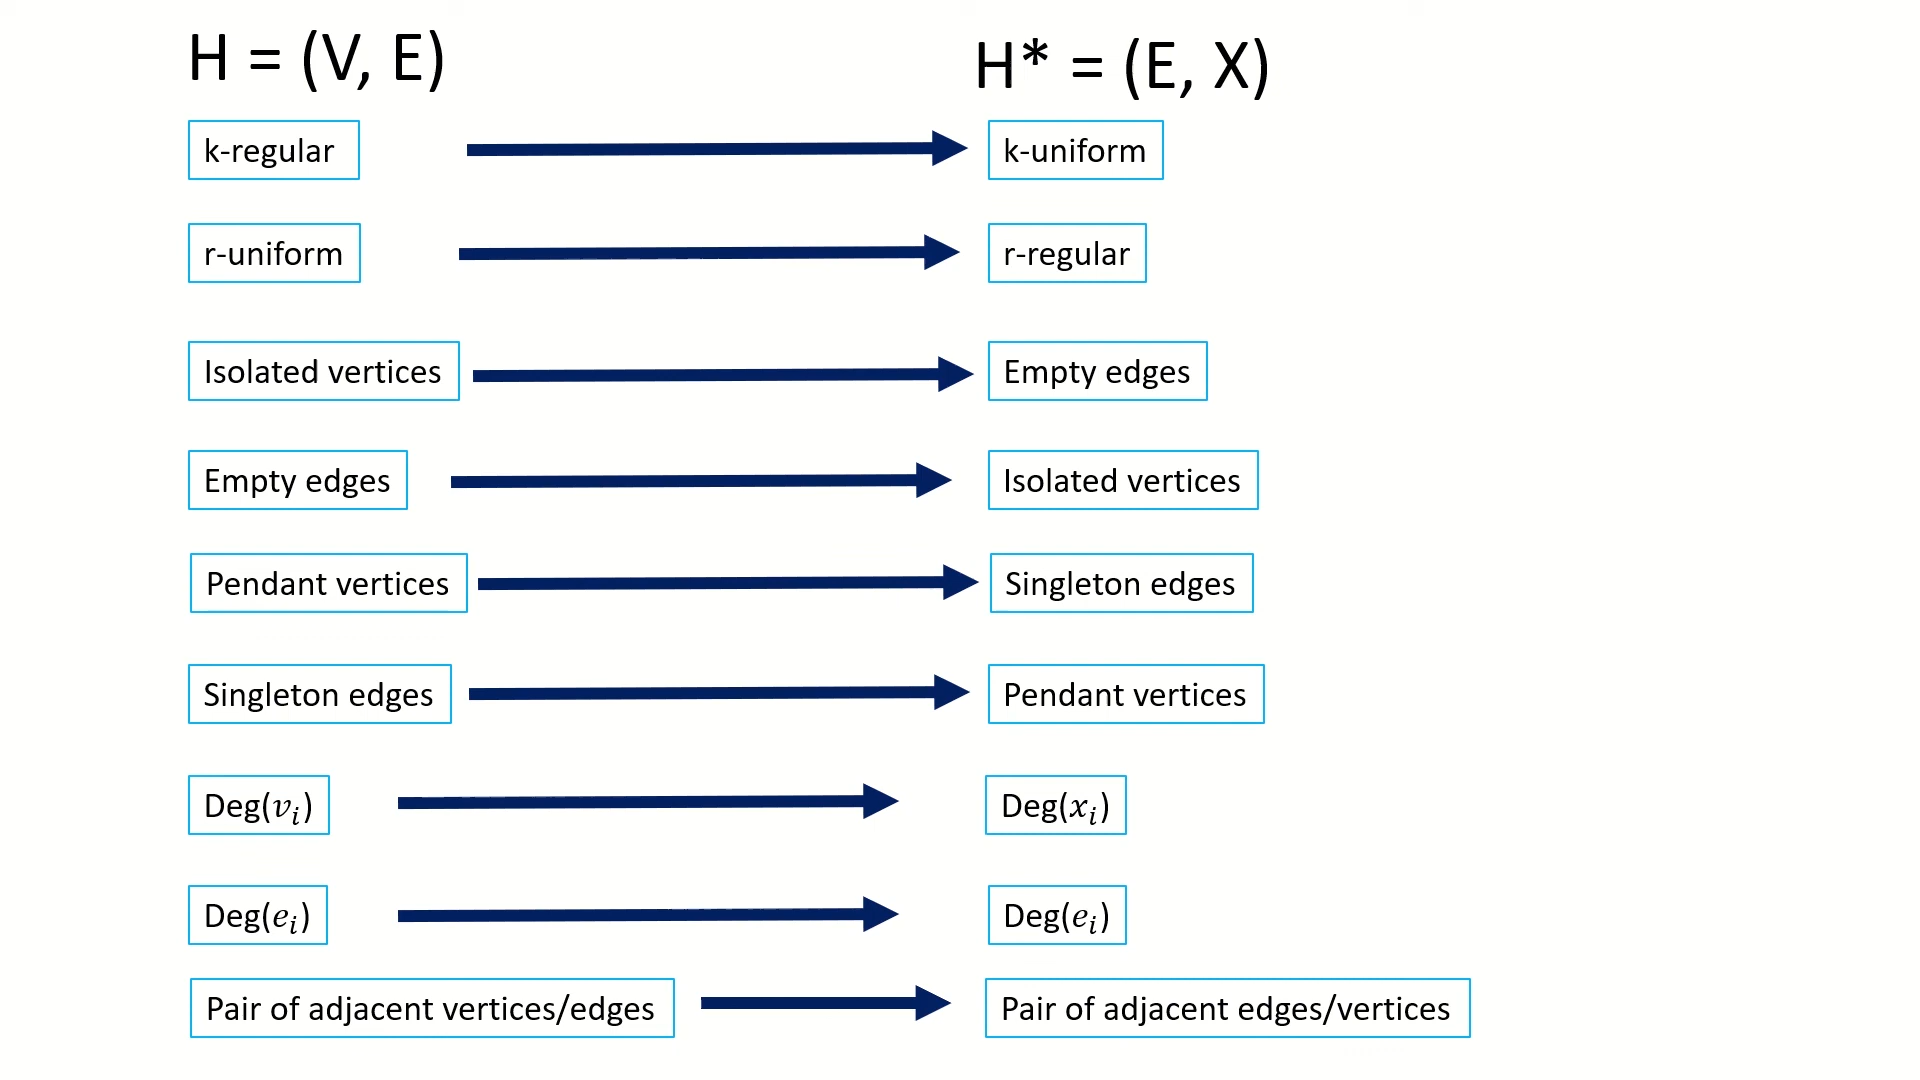 H = (V, E)
H* = (E, X)
k-regular
k-uniform
r-uniform
r-regular
Isolated vertices
Empty edges
Empty edges
Isolated vertices
Pendant vertices
Singleton edges
Singleton edges
Pendant vertices
Deg(𝑣ᵢ)
Deg(𝑥ᵢ)
Deg(𝑒ᵢ)
Deg(𝑒ᵢ)
Pair of adjacent vertices/edges
Pair of adjacent edges/vertices